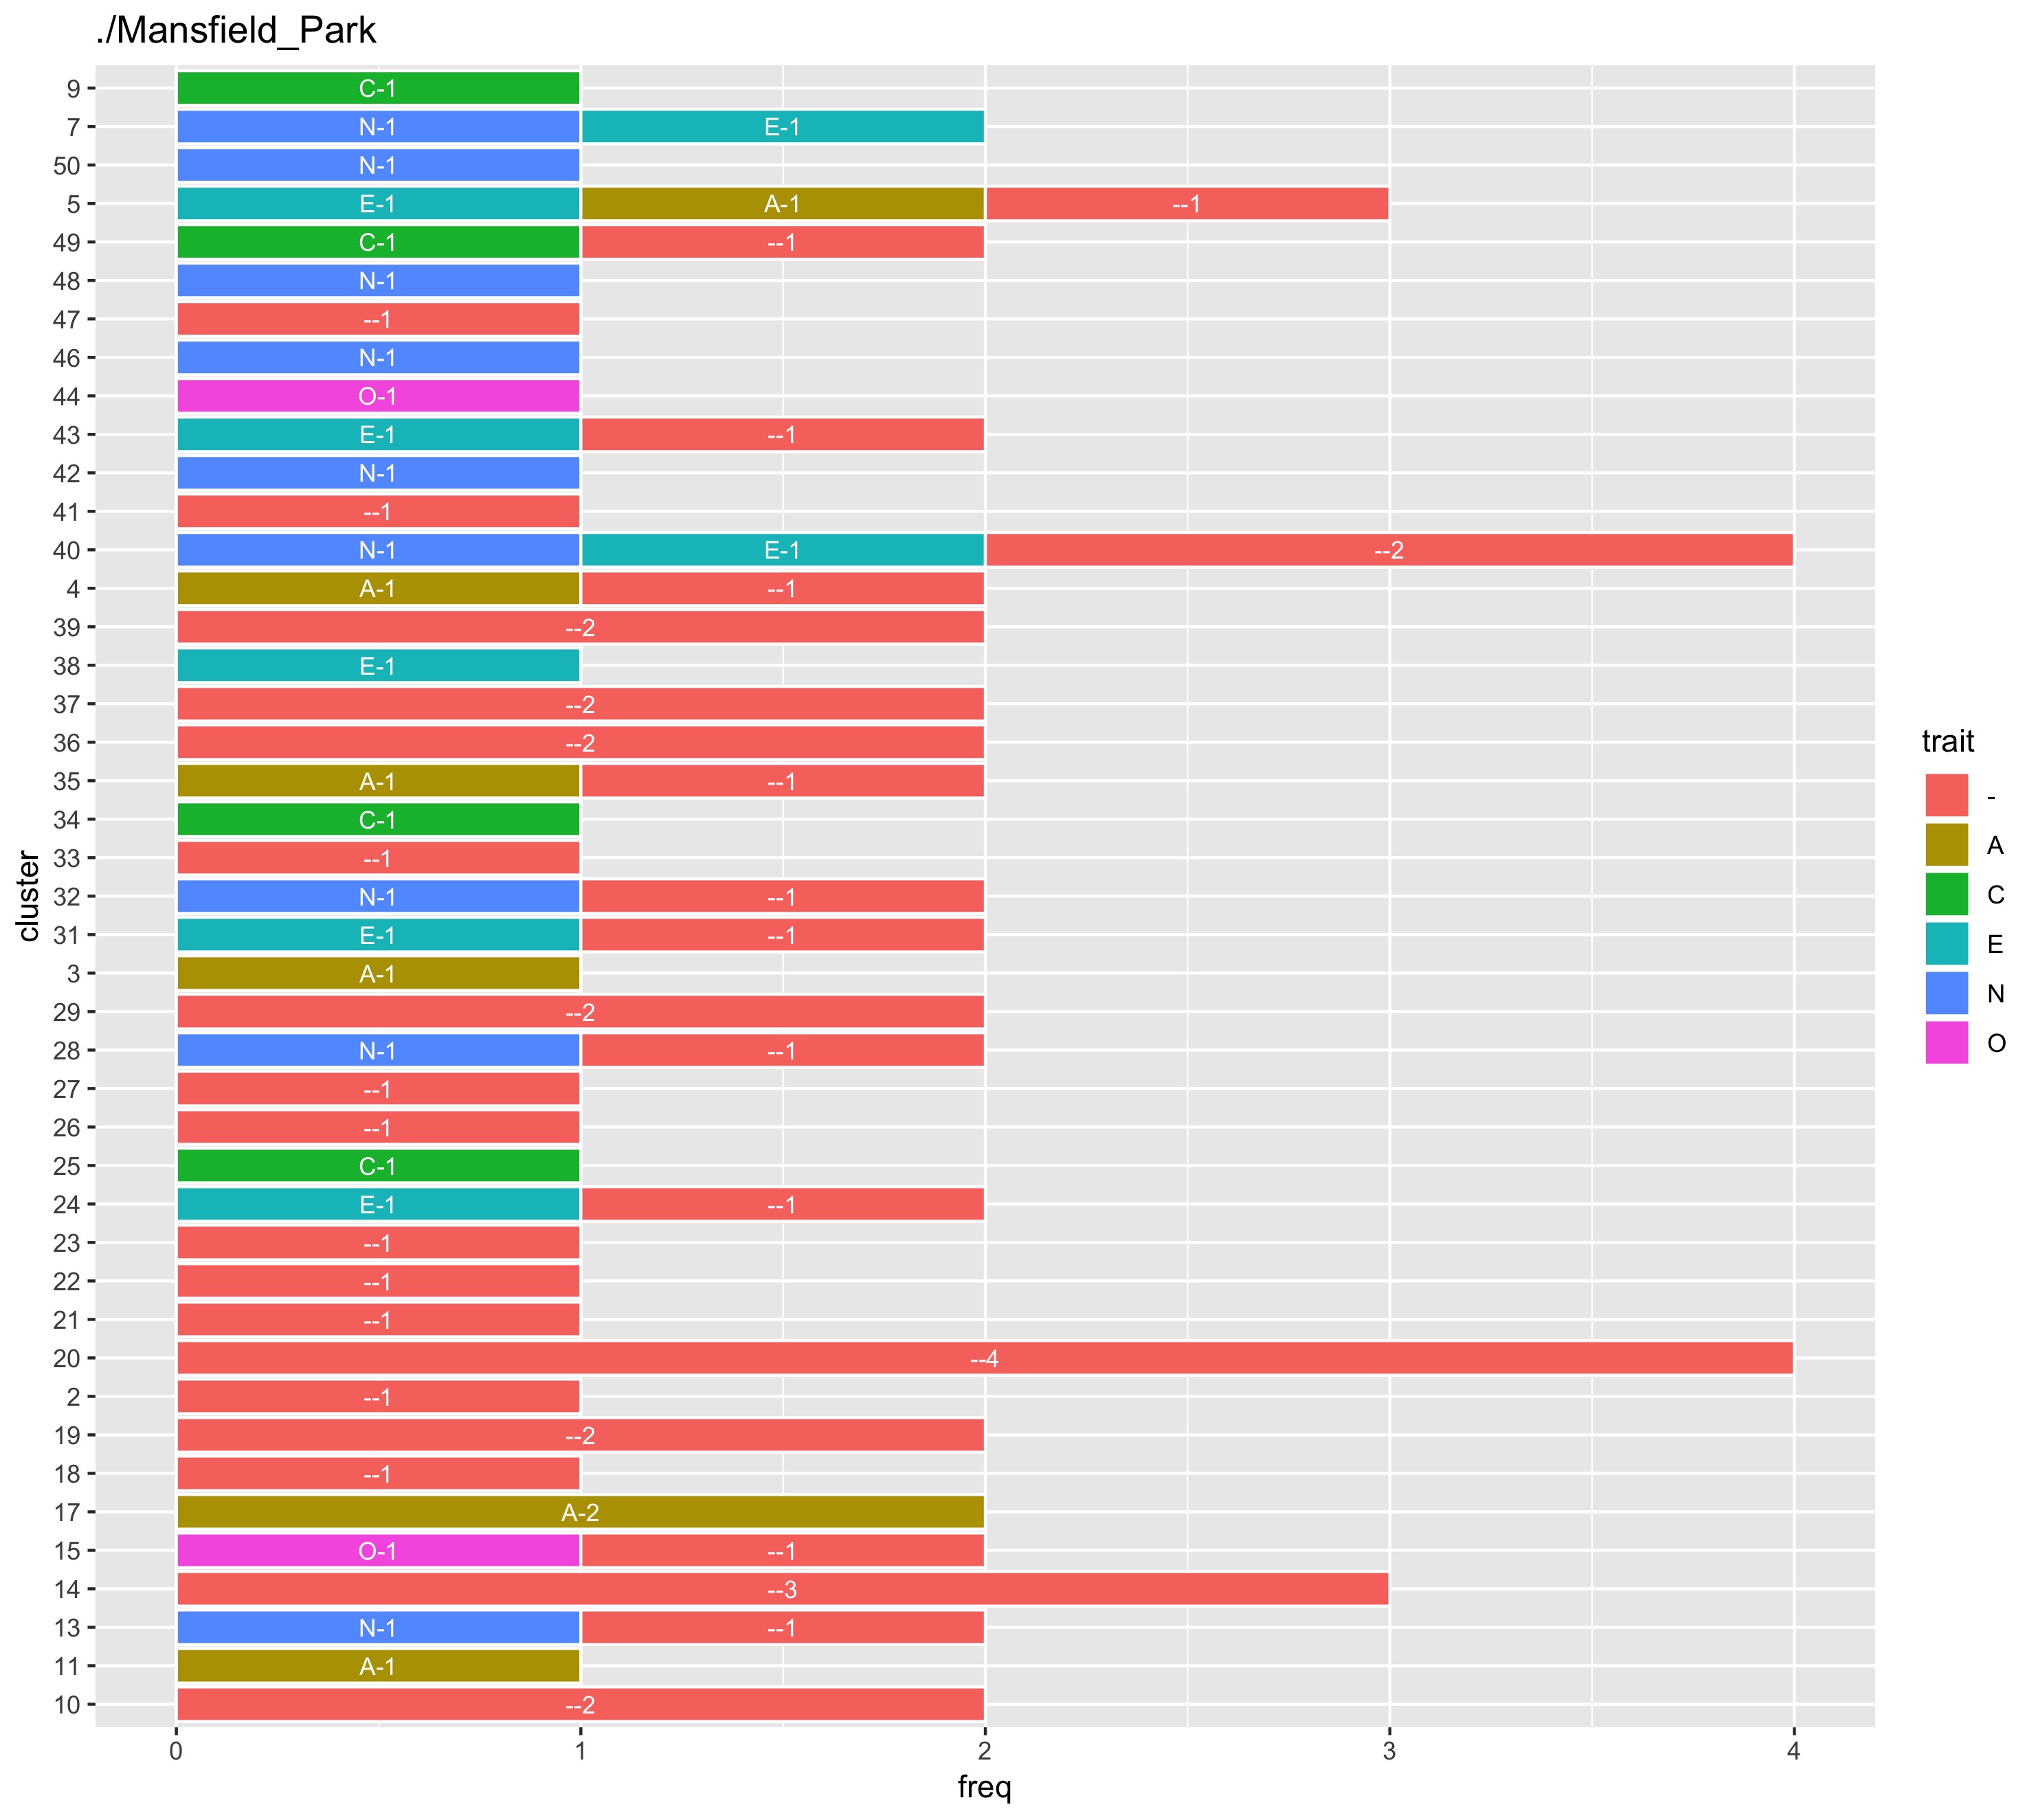 ./Mansfield_Park
9 C-1
7 N-1 E-1
50 N-1
5 E-1 A-1 --1
49 C-1 --1
48 N-1
47 --1
46 N-1
44 O-1
43 E-1 --1
42 N-1
41 --1
40 N-1 E-1 --2
4 A-1 --1
39 --2
38 E-1
37 --2
36 --2
35 A-1 --1
34 C-1
33 --1
32 N-1 --1
31 E-1 --1
3 A-1
29 --2
28 N-1 --1
27 --1
26 --1
25 C-1
24 E-1 --1
23 --1
22 --1
21 --1
20 --4
2 --1
19 --2
18 --1
17 A-2
15 O-1 --1
14 --3
13 N-1 --1
11 A-1
10 --2
0 1 2 3 4
freq
cluster
trait
-
A
C
E
N
O